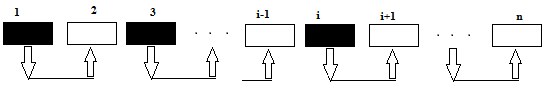 1 2 3 . . . i-1 i i+1 . . . n